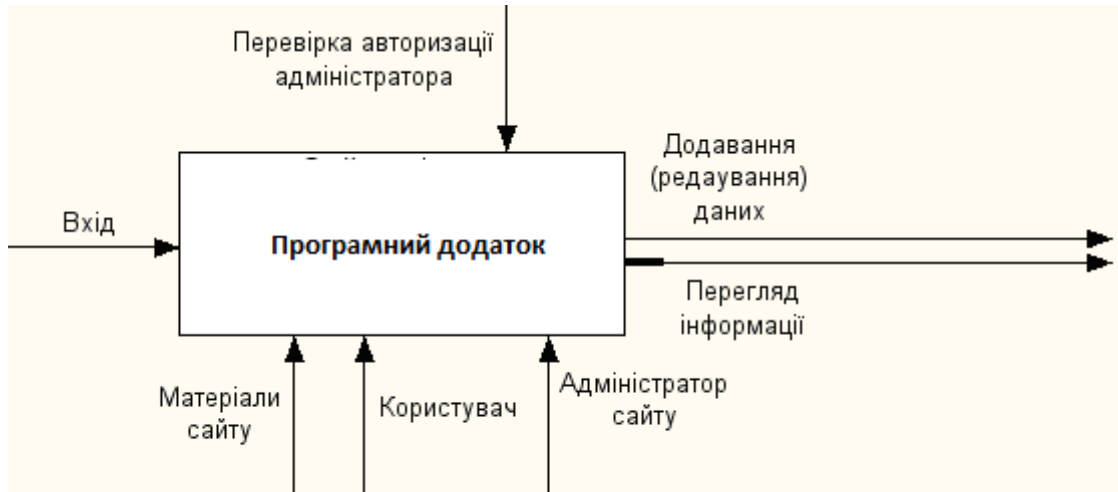 Перевірка авторизації
адміністратора
Додавання
(редаування)
даних
Вхід
Програмний додаток
Перегляд
інформації
Матеріали
сайту
Користувач
Адміністратор
сайту